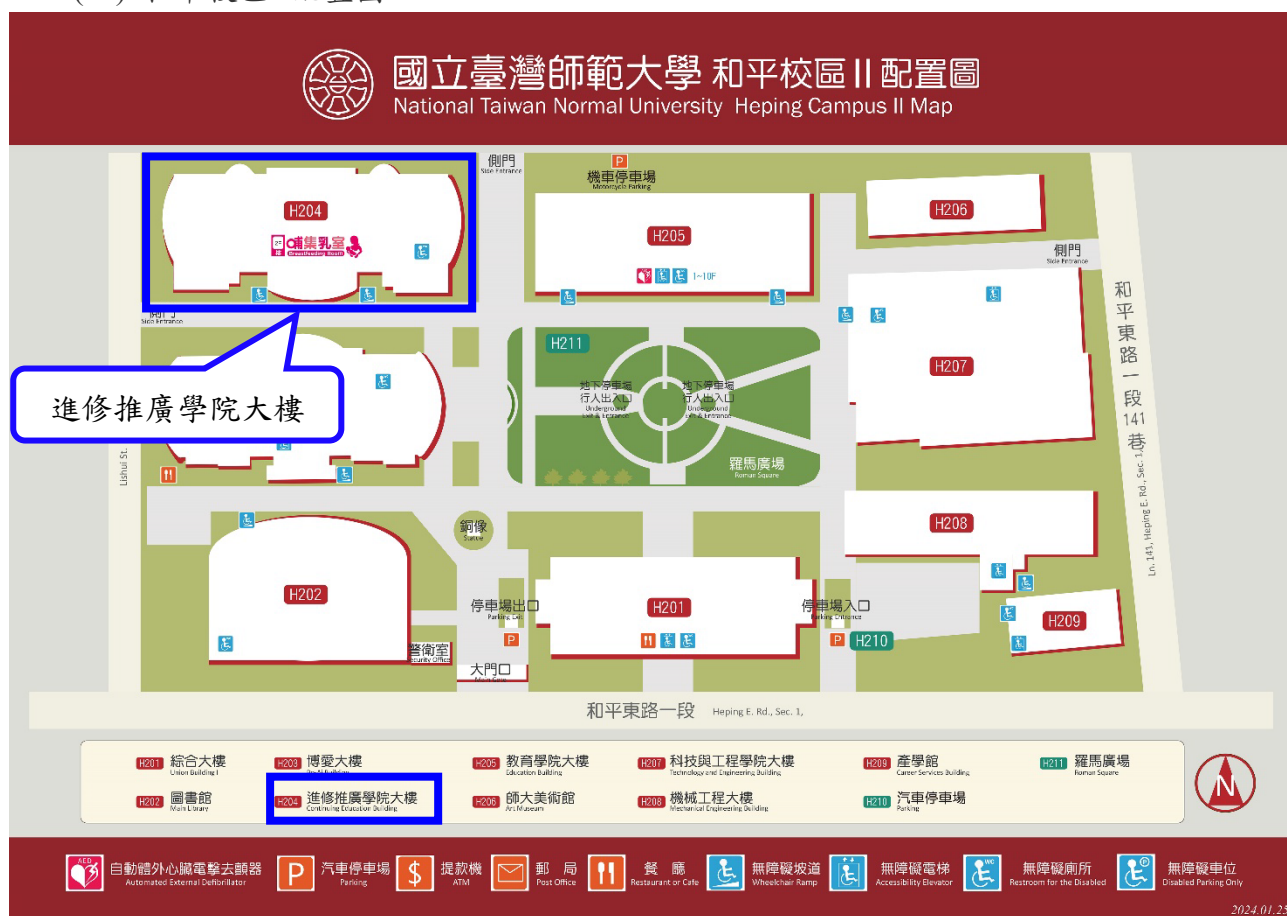 國立臺灣師範大學 和平校區 II 配置圖
National Taiwan Normal University Heping Campus II Map
側門
Side Entrance
P
機車停車場
Motorcycle Parking
H204
哺集乳室
Breastfeeding Room
H205
1~10F
H206
側門
Side Entrance
Side Entrance
H211
地下停車場
行人出入口
Underground
Exit & Entrance
地下停車場
行人出入口
Underground
Exit & Entrance
H207
和平東路一段141巷
Ln. 141, Heping E. Rd., Sec. 1,
進修推廣學院大樓
Lishui St.
羅馬廣場
Roman Square
銅像
Statue
H208
H202
停車場出口
Parking Exit
P
H201
停車場入口
Parking Entrance
P
H210
H209
警衛室
Security Office
大門口
Main Gate
和平東路一段 Heping E. Rd., Sec. 1,
H201 綜合大樓
Union Building I
H203 博愛大樓
H205 教育學院大樓
Education Building
H207 科技與工程學院大樓
Technology and Engineering Building
H209 產學館
Career Services Building
H211 羅馬廣場
Roman Square
H202 圖書館
Main Library
H204 進修推廣學院大樓
Continuing Education Building
H206 師大美術館
Art Museum
H208 機械工程大樓
Mechanical Engineering Building
H210 汽車停車場
Parking
N
AED 自動體外心臟電擊去顫器
Automated External Defibrillator
P 汽車停車場
Parking
$ 提款機
ATM
郵 局
Post Office
餐 廳
Restaurant or Cafe
無障礙坡道
Wheelchair Ramp
無障礙電梯
Accessibility Elevator
WC 無障礙廁所
Restroom for the Disabled
P 無障礙車位
Disabled Parking Only
2024.01.25